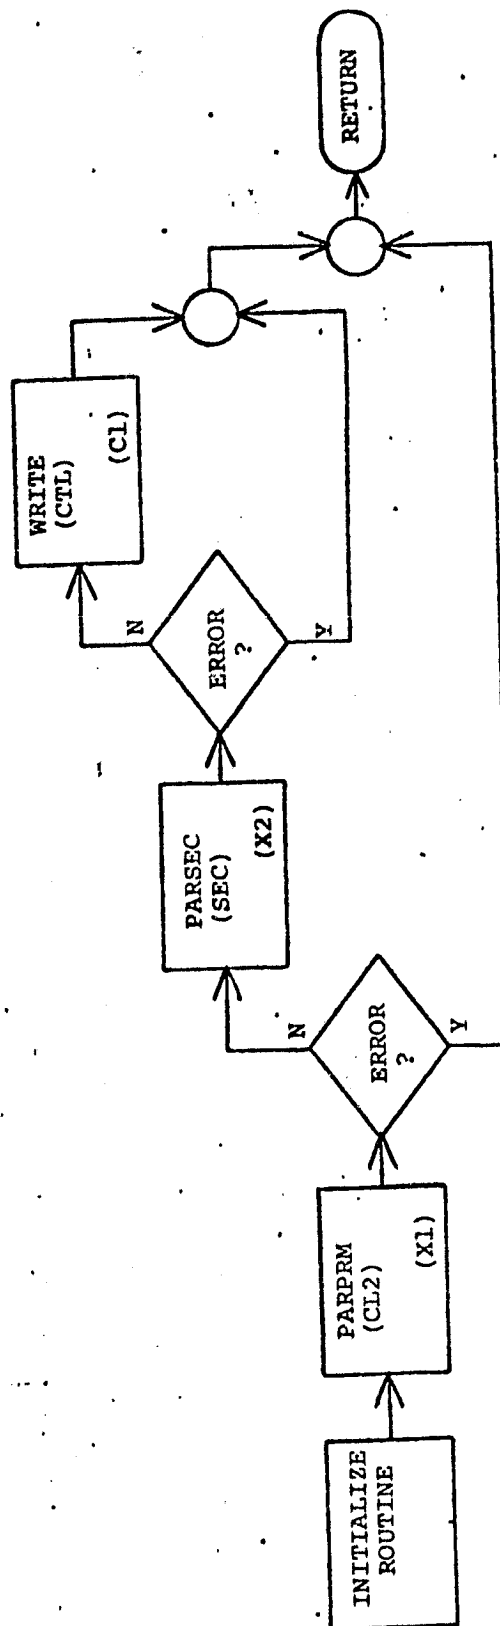 INITIALIZE
ROUTINE
PARPRM
(CL2)
(X1)
ERROR
?
N
Y
PARSEC
(SEC)
(X2)
ERROR
?
N
Y
WRITE
(CTL)
(C1)
RETURN